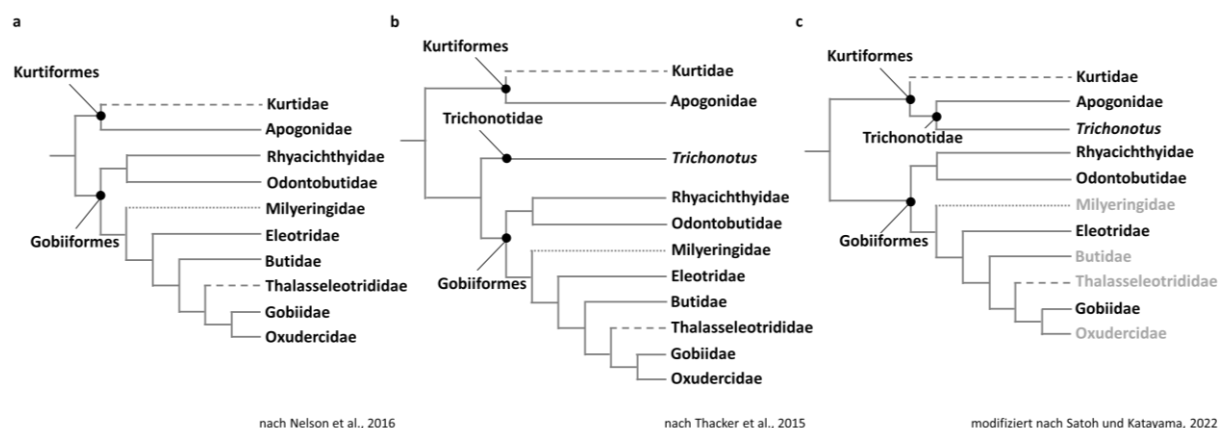 a
Kurtiformes
Kurtidae
Apogonidae
Rhyacichthyidae
Odontobutidae
Milyeringidae
Gobiiformes
Eleotridae
Butidae
Thalasseleotrididae
Gobiidae
Oxudercidae
nach Nelson et al., 2016
b
Kurtiformes
Kurtidae
Apogonidae
Trichonotidae
Trichonotus
Rhyacichthyidae
Odontobutidae
Milyeringidae
Gobiiformes
Eleotridae
Butidae
Thalasseleotrididae
Gobiidae
Oxudercidae
nach Thacker et al., 2015
c
Kurtiformes
Kurtidae
Apogonidae
Trichonotidae
Trichonotus
Rhyacichthyidae
Odontobutidae
Milyeringidae
Gobiiformes
Eleotridae
Butidae
Thalasseleotrididae
Gobiidae
Oxudercidae
modifiziert nach Satoh und Katayama, 2022